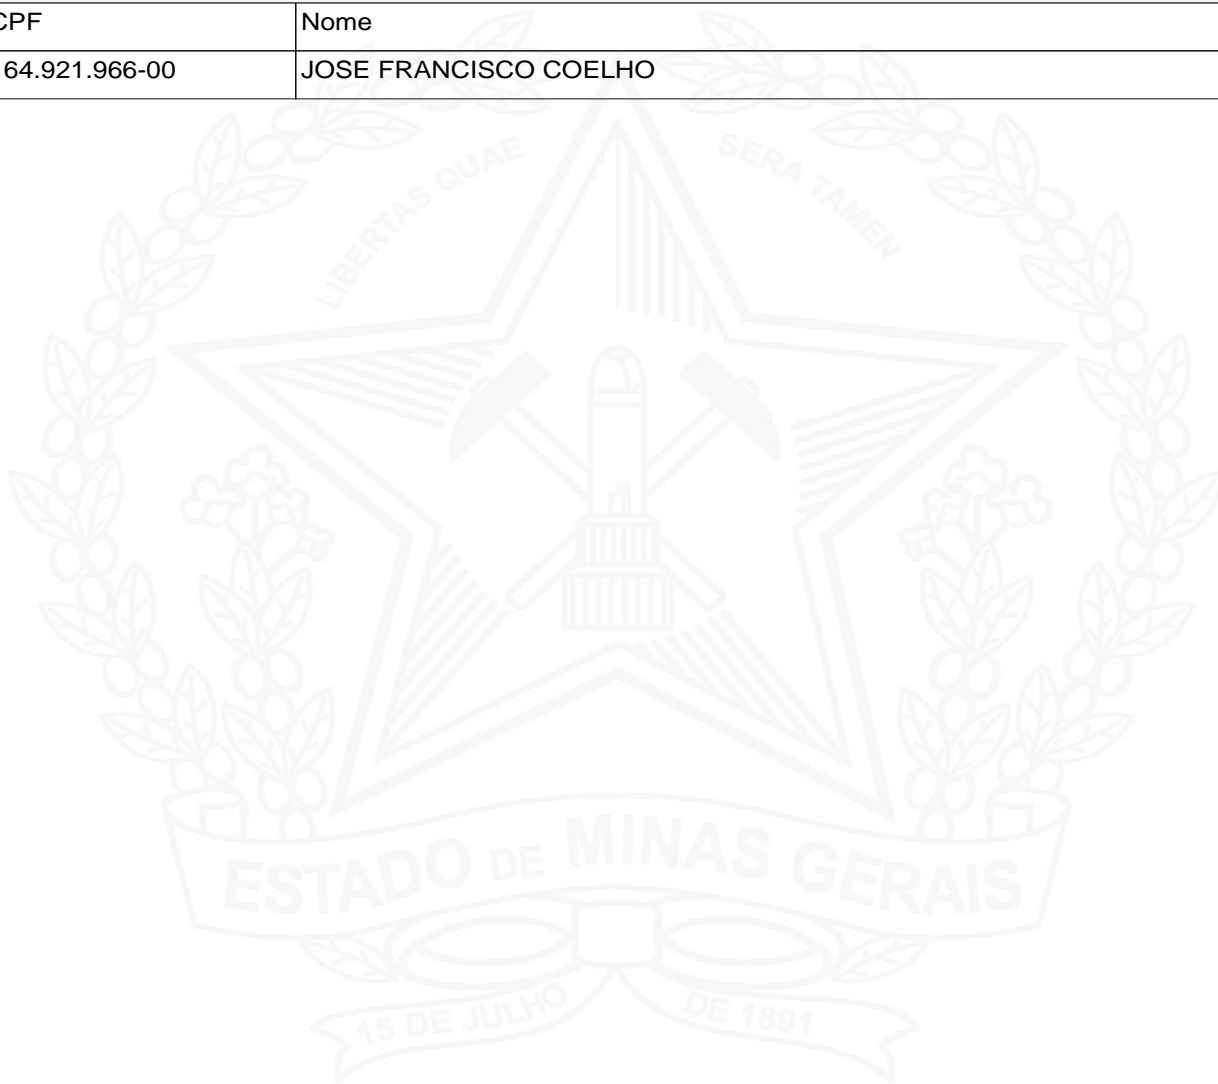 CPF Nome
64.921.966-00 JOSE FRANCISCO COELHO
LIBERTAS QUAE SERA TAMEN
ESTADO DE MINAS GERAIS
15 DE JULHO DE 1891